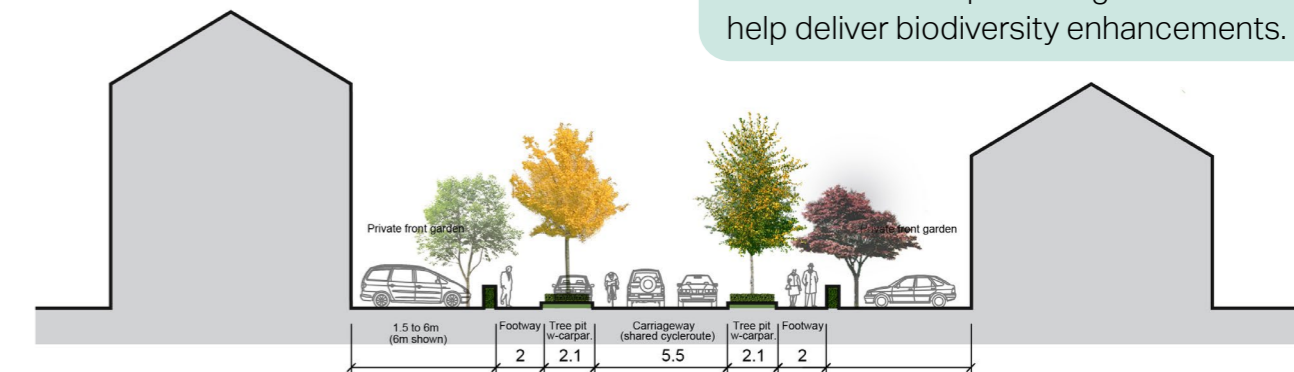 help deliver biodiversity enhancements.
Private front garden
Private front garden
1.5 to 6m
(6m shown)
Footway
2
Tree pit
w-carpar.
2.1
Carriageway
(shared cycleroute)
5.5
Tree pit
w-carpar.
2.1
Footway
2